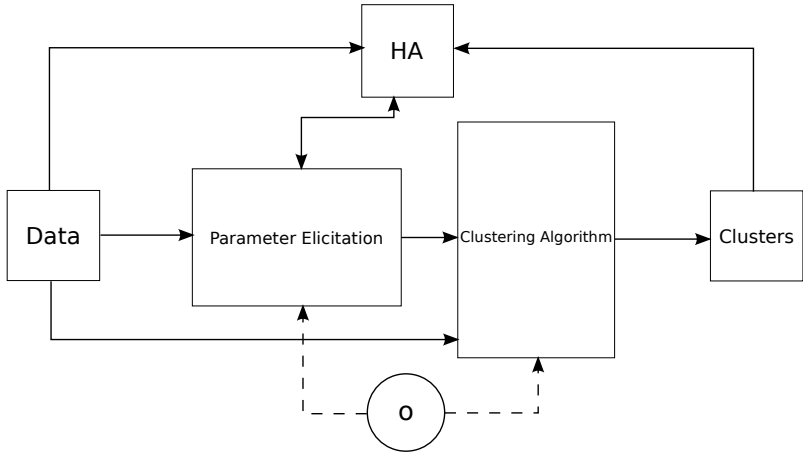 HA
Data
Parameter Elicitation
Clustering Algorithm
Clusters
o